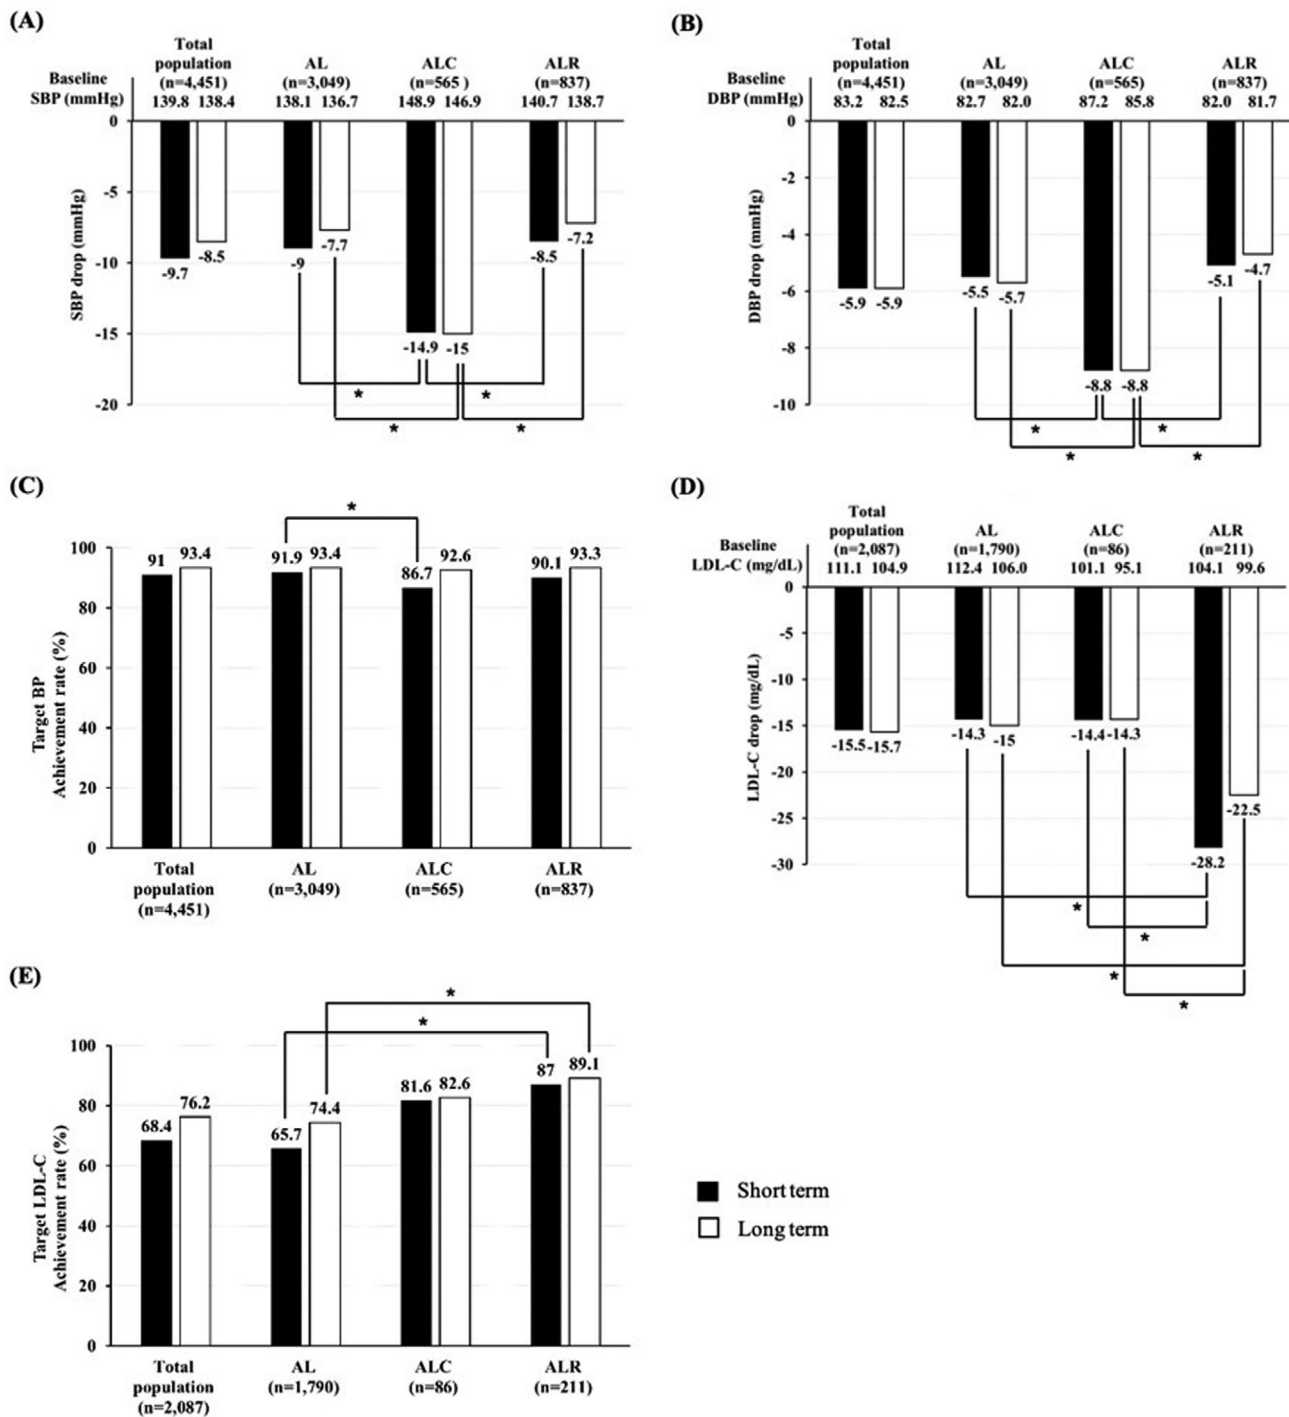 (A)
Total
population AL ALC ALR
Baseline (n=4,451) (n=3,049) (n=565) (n=837)
SBP (mmHg) 139.8 138.4 138.1 136.7 148.9 146.9 140.7 138.7
0
-5
-10
-15
-20
SBP drop (mmHg)
-9.7 -8.5 -9 -7.7 -14.9 -15 -8.5 -7.2
* *
* *
(B)
Total
population AL ALC ALR
Baseline (n=4,451) (n=3,049) (n=565) (n=837)
DBP (mmHg) 83.2 82.5 82.7 82.0 87.2 85.8 82.0 81.7
0
-2
-4
-6
-8
-10
DBP drop (mmHg)
-5.9 -5.9 -5.5 -5.7 -8.8 -8.8 -5.1 -4.7
* *
* *
(C)
*
100
80
60
40
20
0
Target BP
Achievement rate (%)
91 93.4 91.9 93.4 86.7 92.6 90.1 93.3
Total AL ALC ALR
population (n=3,049) (n=565) (n=837)
(n=4,451)
(D)
Total
population AL ALC ALR
Baseline (n=2,087) (n=1,790) (n=86) (n=211)
LDL-C (mg/dL) 111.1 104.9 112.4 106.0 101.1 95.1 104.1 99.6
0
-5
-10
-15
-20
-25
-30
LDL-C drop (mg/dL)
-15.5 -15.7 -14.3 -15 -14.4 -14.3 -28.2 -22.5
*
*
*
*
(E)
*
*
100
80
60
40
20
0
Target LDL-C
Achievement rate (%)
68.4 76.2 65.7 74.4 81.6 82.6 87 89.1
Total AL ALC ALR
population (n=1,790) (n=86) (n=211)
(n=2,087)
Short term
Long term